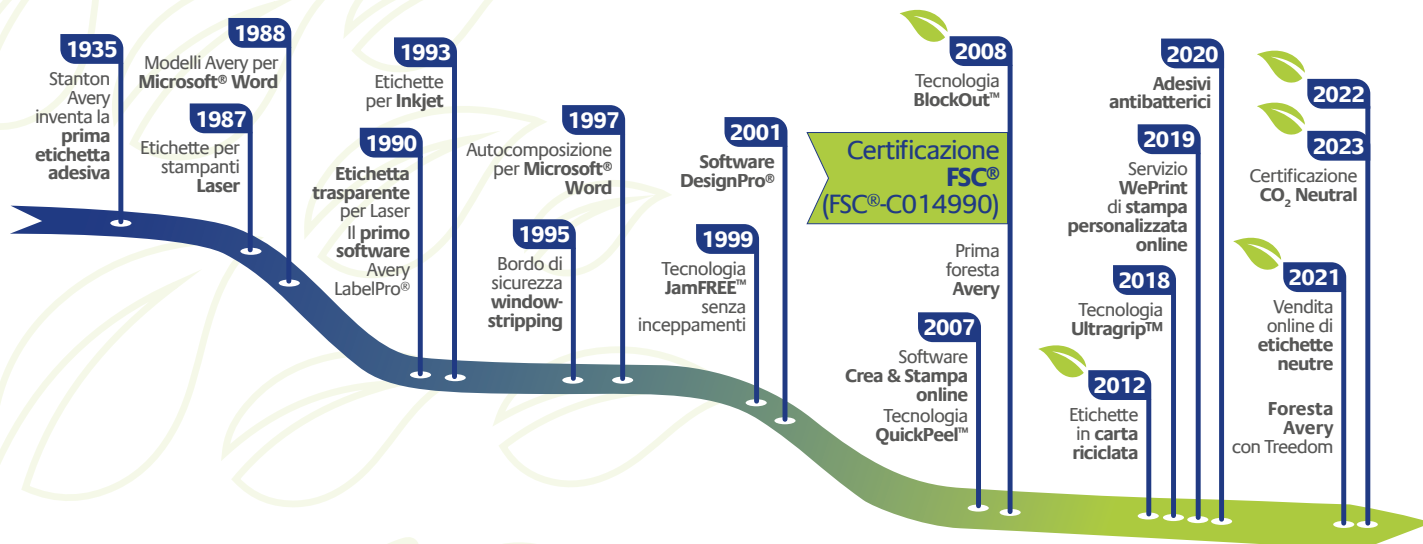 1935
Stanton
Avery
inventa la
prima
etichetta
adesiva
1988
Modelli Avery per
Microsoft® Word
1987
Etichette per
stampanti
Laser
1993
Etichette
per Inkjet
1990
Etichetta
trasparente
per Laser
Il primo
software
Avery
LabelPro®
1997
Autocomposizione
per Microsoft®
Word
1995
Bordo di
sicurezza
window-
stripping
2001
Software
DesignPro®
1999
Tecnologia
JamFREE™
senza
inceppamenti
2008
Tecnologia
BlockOut™
Certificazione
FSC®
(FSC®-C014990)
Prima
foresta
Avery
2007
Software
Crea & Stampa
online
Tecnologia
QuickPeel™
2020
Adesivi
antibatterici
2019
Servizio
WePrint
di stampa
personalizzata
online
2018
Tecnologia
Ultragrip™
2012
Etichette
in carta
riciclata
2022
2023
Certificazione
CO₂ Neutral
2021
Vendita
online di
etichette
neutre
Foresta
Avery
con Treedom